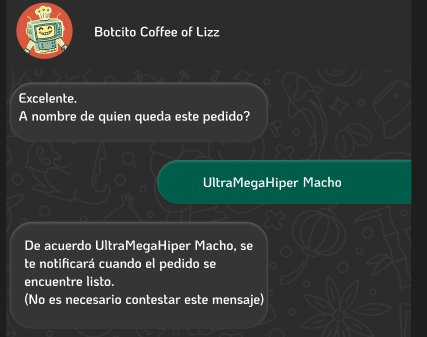 Botcito Coffee of Lizz
Excelente.
A nombre de quien queda este pedido?
UltraMegaHiper Macho
De acuerdo UltraMegaHiper Macho, se
te notificará cuando el pedido se
encuentre listo.
(No es necesario contestar este mensaje)